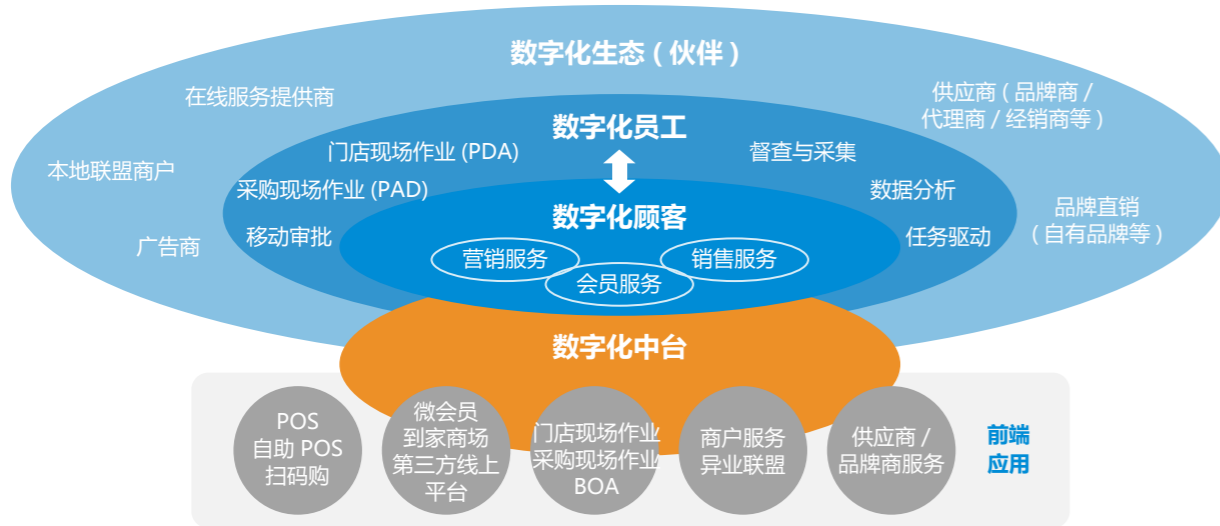 数字化生态 ( 伙伴 )
在线服务提供商
供应商 ( 品牌商 /
代理商 / 经销商等 )
数字化员工
门店现场作业 (PDA)
督查与采集
本地联盟商户
采购现场作业 (PAD)
数据分析
数字化顾客
品牌直销
( 自有品牌等 )
广告商
移动审批
任务驱动
营销服务
销售服务
会员服务
数字化中台
POS
自助 POS
扫码购
微会员
到家商场
第三方线上
平台
门店现场作业
采购现场作业
BOA
商户服务
异业联盟
供应商 /
品牌商服务
前端
应用